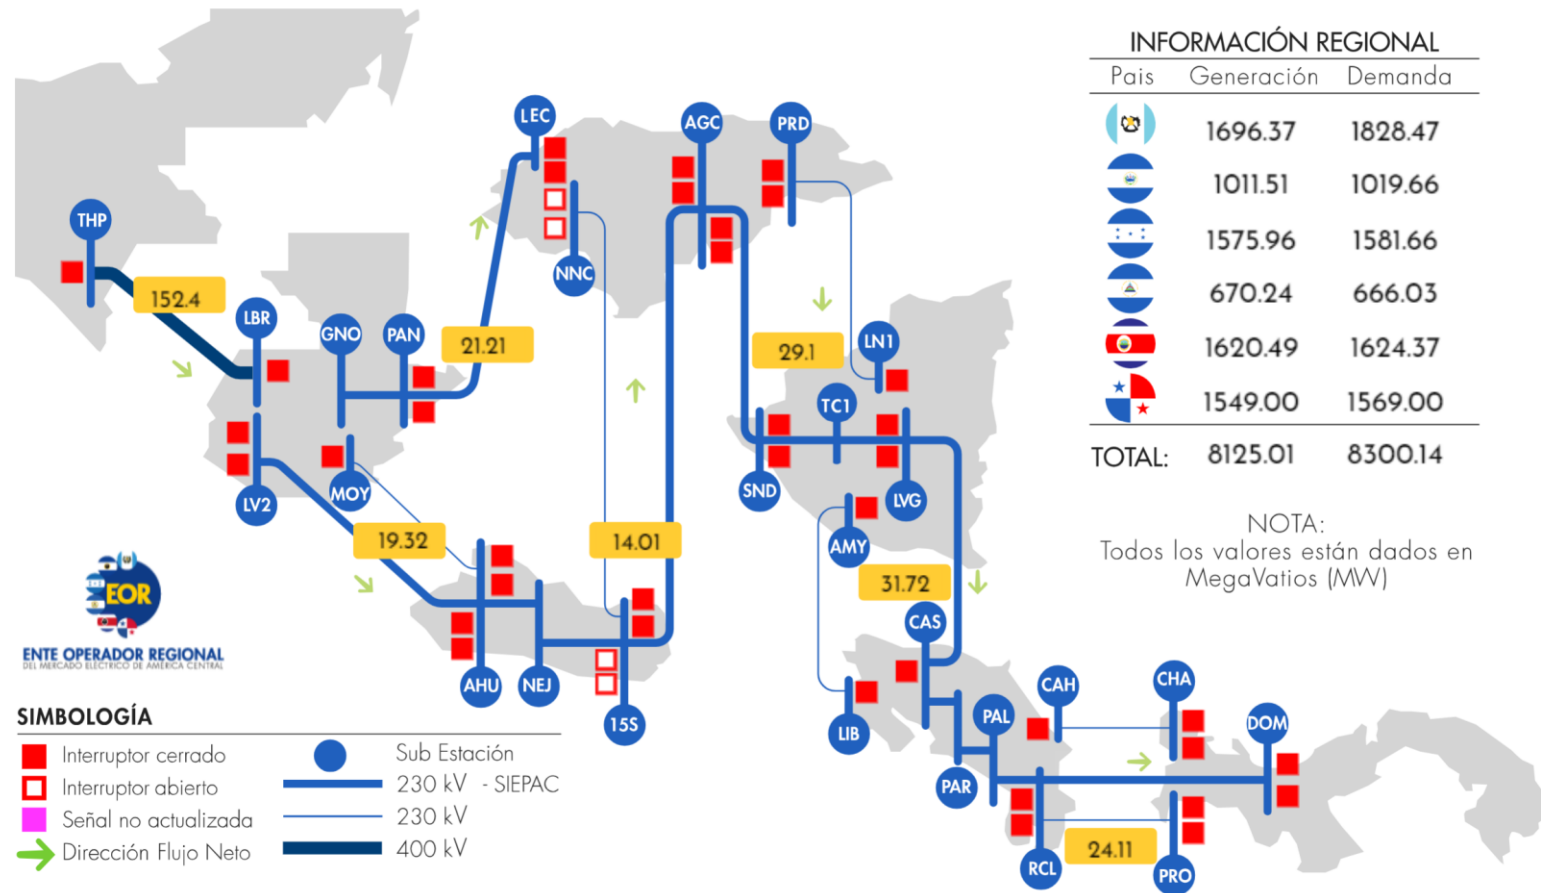 INFORMACIÓN REGIONAL
Pais Generación Demanda
1696.37 1828.47
1011.51 1019.66
1575.96 1581.66
670.24 666.03
1620.49 1624.37
1549.00 1569.00
TOTAL: 8125.01 8300.14
NOTA:
Todos los valores están dados en
MegaVatios (MW)
LEC
AGC
PRD
THP
NNC
152.4
LBR
GNO
PAN
21.21
29.1
LN1
TC1
LV2
MOY
SND
LVG
19.32
14.01
AMY
31.72
CAS
AHU
NEJ
15S
LIB
PAL
CAH
CHA
DOM
PAR
24.11
RCL
PRO
EOR
ENTE OPERADOR REGIONAL
DEL MERCADO ELÉCTRICO DE AMÉRICA CENTRAL
SIMBOLOGÍA
Interruptor cerrado
Interruptor abierto
Señal no actualizada
Dirección Flujo Neto
Sub Estación
230 kV - SIEPAC
230 kV
400 kV